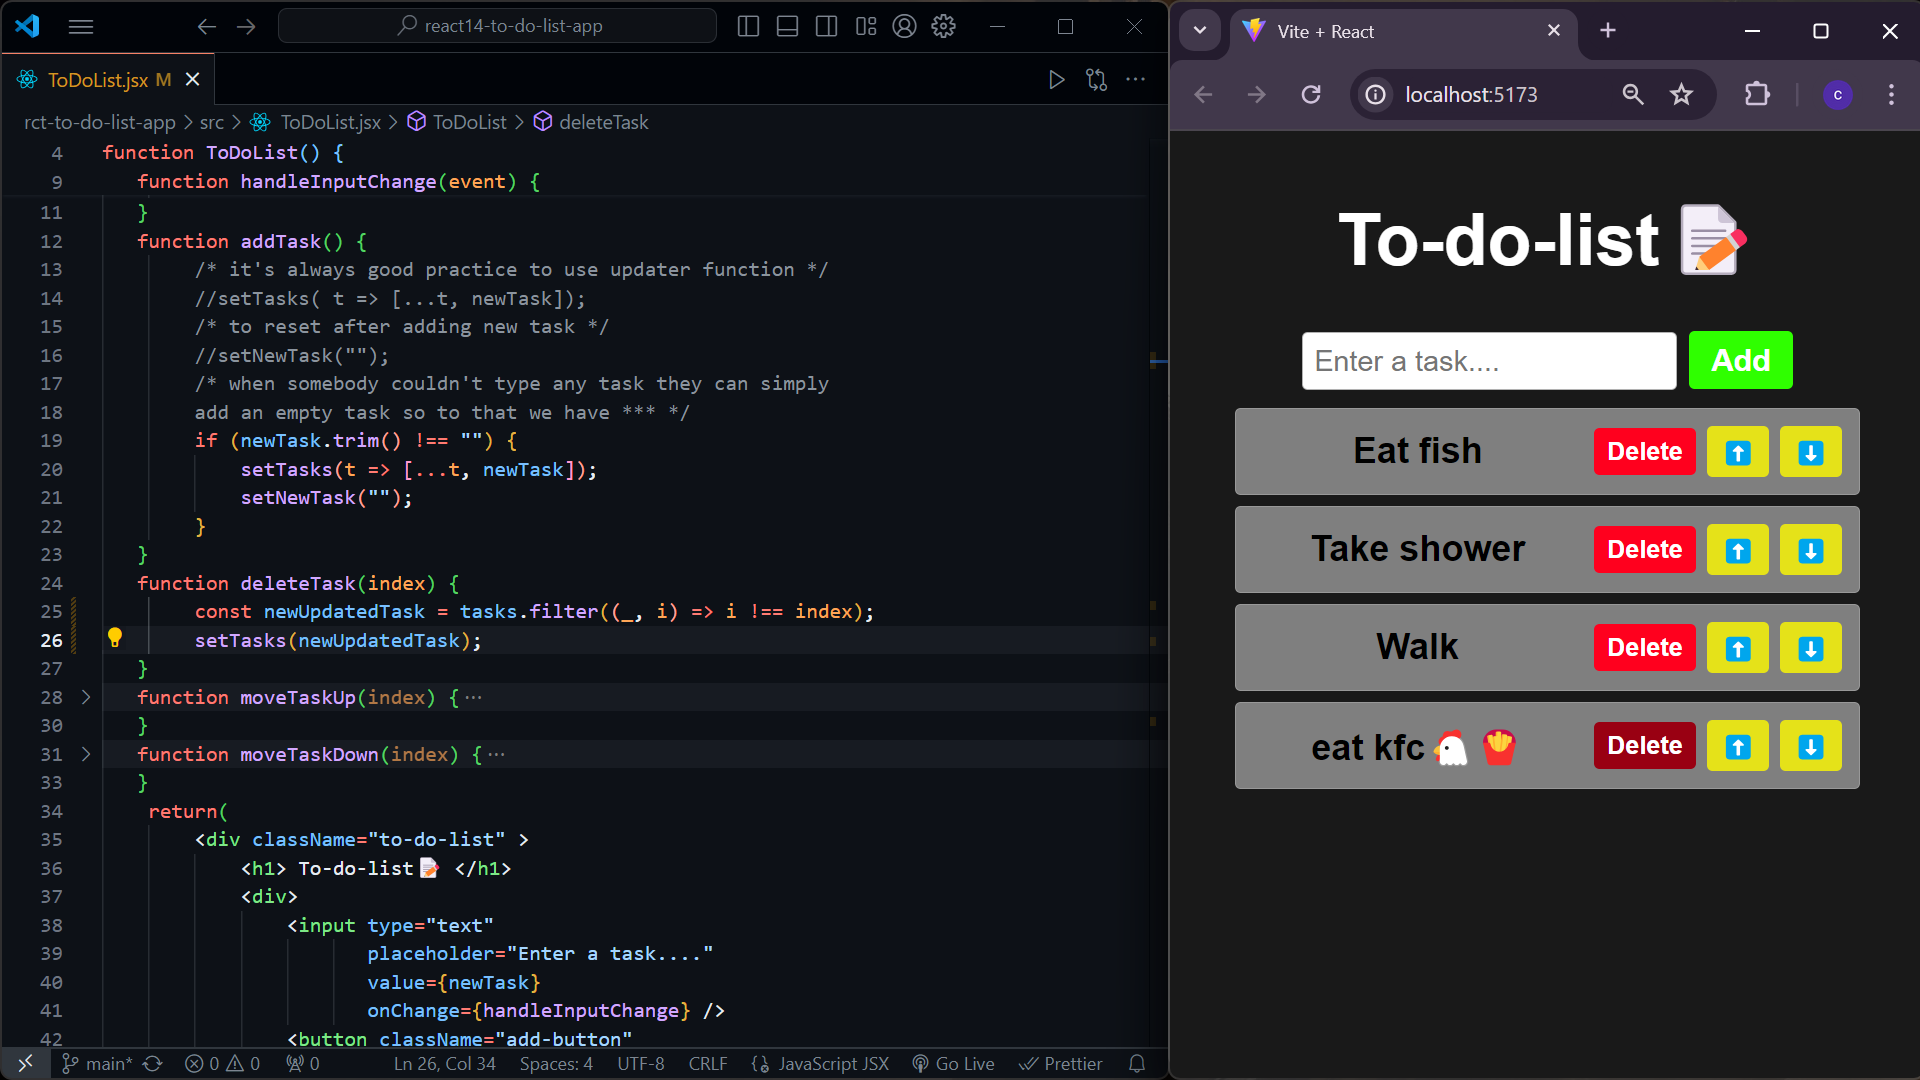 react14-to-do-list-app
ToDoList.jsx M
rct-to-do-list-app > src > ToDoList.jsx > ToDoList > deleteTask
4 function ToDoList() {
9 function handleInputChange(event) {
11 }
12 function addTask() {
13 /* it's always good practice to use updater function */
14 //setTasks( t => [...t, newTask]);
15 /* to reset after adding new task */
16 //setNewTask("");
17 /* when somebody couldn't type any task they can simply
18 add an empty task so to that we have *** */
19 if (newTask.trim() !== "") {
20 setTasks(t => [...t, newTask]);
21 setNewTask("");
22 }
23 }
24 function deleteTask(index) {
25 const newUpdatedTask = tasks.filter((_, i) => i !== index);
26 setTasks(newUpdatedTask);
27 }
28 function moveTaskUp(index) {···
30 }
31 function moveTaskDown(index) {···
33 }
34 return(
35 <div className="to-do-list" >
36 <h1> To-do-list📝 </h1>
37 <div>
38 <input type="text"
39 placeholder="Enter a task...."
40 value={newTask}
41 onChange={handleInputChange} />
42 <button className="add-button"
main* 0 0 0 Ln 26, Col 34 Spaces: 4 UTF-8 CRLF JavaScript JSX Go Live Prettier
Vite + React
localhost:5173
c
To-do-list 📝
Enter a task.... Add
Eat fish Delete ⬆️ ⬇️
Take shower Delete ⬆️ ⬇️
Walk Delete ⬆️ ⬇️
eat kfc🐔 🍟 Delete ⬆️ ⬇️